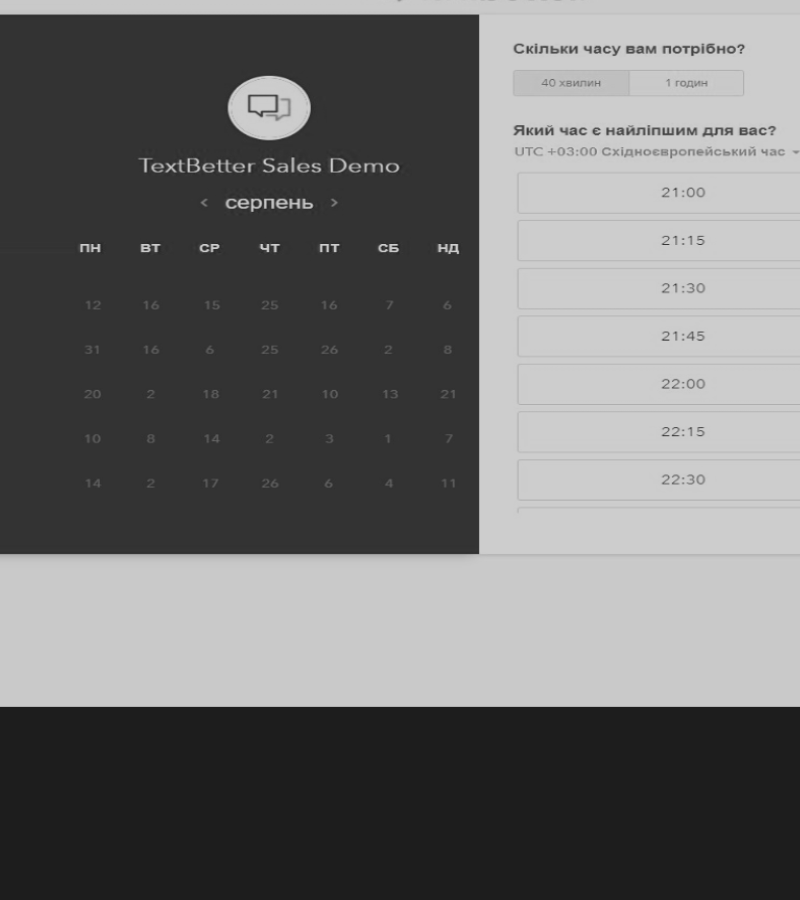 TextBetter Sales Demo
‹ серпень ›
ПН ВТ СР ЧТ ПТ СБ НД
12 16 15 25 16 7 6
31 16 6 25 26 2 8
20 2 18 21 10 13 21
10 8 14 2 3 1 7
14 2 17 26 6 4 11
Скільки часу вам потрібно?
40 хвилин 1 годин
Який час є найліпшим для вас?
UTC +03:00 Східноєвропейський час
21:00
21:15
21:30
21:45
22:00
22:15
22:30